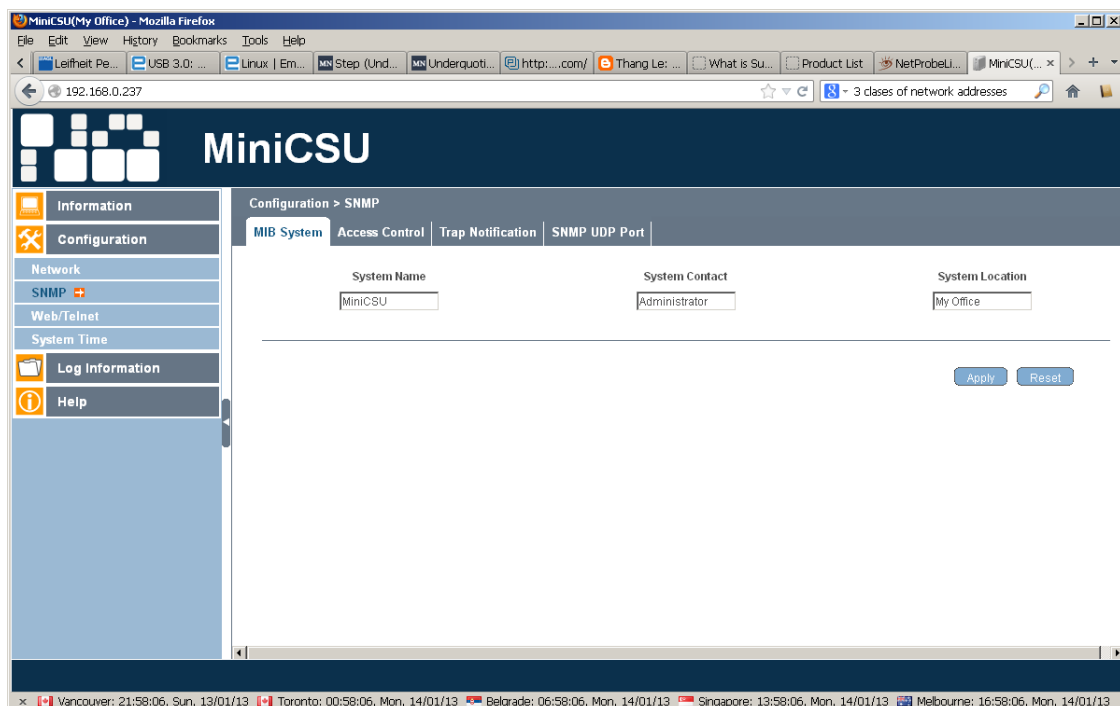 MiniCSU(My Office) - Mozilla Firefox
File Edit View History Bookmarks Tools Help
Leifheit Pe... USB 3.0: ... Linux | Em... Step (Und... Underquoti... http:....com/ Thang Le: ... What is Su... Product List NetProbeLi... MiniCSU(...
192.168.0.237 3 clases of network addresses
MiniCSU
Information
Configuration
Network
SNMP
Web/Telnet
System Time
Log Information
Help
Configuration > SNMP
MIB System Access Control Trap Notification SNMP UDP Port
System Name System Contact System Location
MiniCSU Administrator My Office
Apply Reset
Vancouver: 21:58:06, Sun, 13/01/13 Toronto: 00:58:06, Mon, 14/01/13 Belgrade: 06:58:06, Mon, 14/01/13 Singapore: 13:58:06, Mon, 14/01/13 Melbourne: 16:58:06, Mon, 14/01/13